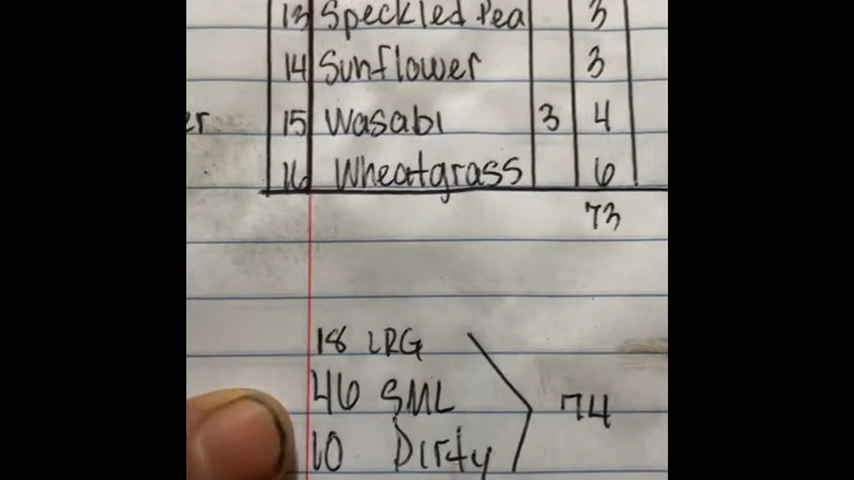 13 Speckled Pea 3
14 Sunflower 3
er 15 Wasabi 3 4
16 Wheatgrass 6
73
18 LRG
46 SML 74
10 Dirty